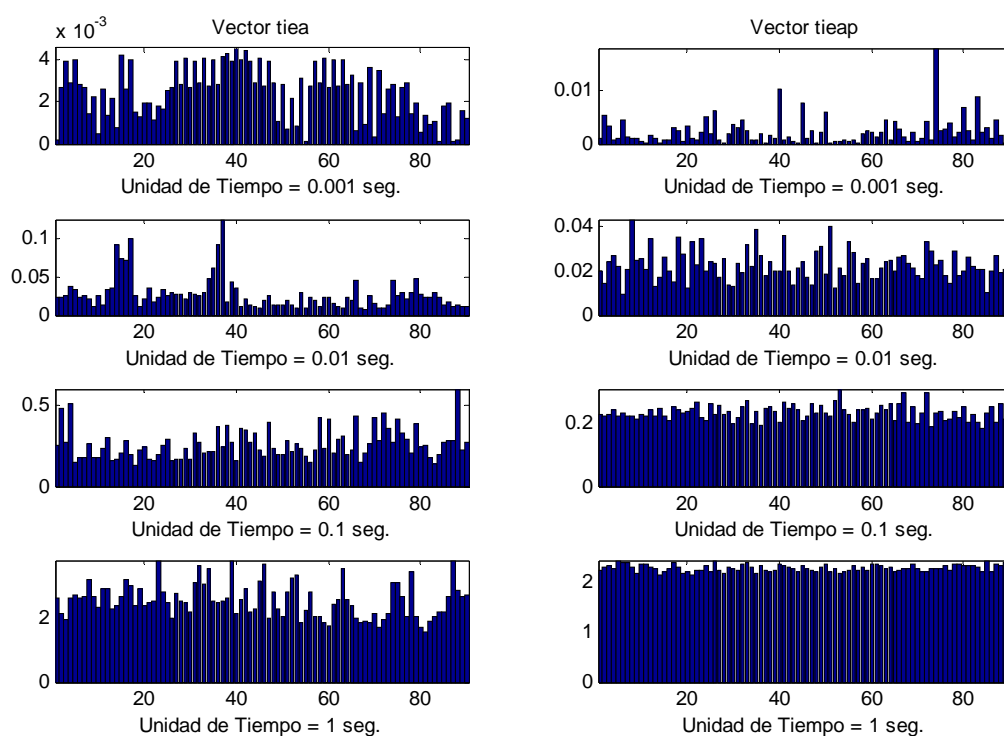 Vector tiea
x 10^-3
4
2
0
20 40 60 80
Unidad de Tiempo = 0.001 seg.
Vector tieap
0.01
0
20 40 60 80
Unidad de Tiempo = 0.001 seg.
0.1
0.05
0
20 40 60 80
Unidad de Tiempo = 0.01 seg.
0.04
0.02
0
20 40 60 80
Unidad de Tiempo = 0.01 seg.
0.5
0
20 40 60 80
Unidad de Tiempo = 0.1 seg.
0.2
0
20 40 60 80
Unidad de Tiempo = 0.1 seg.
2
0
20 40 60 80
Unidad de Tiempo = 1 seg.
2
1
0
20 40 60 80
Unidad de Tiempo = 1 seg.